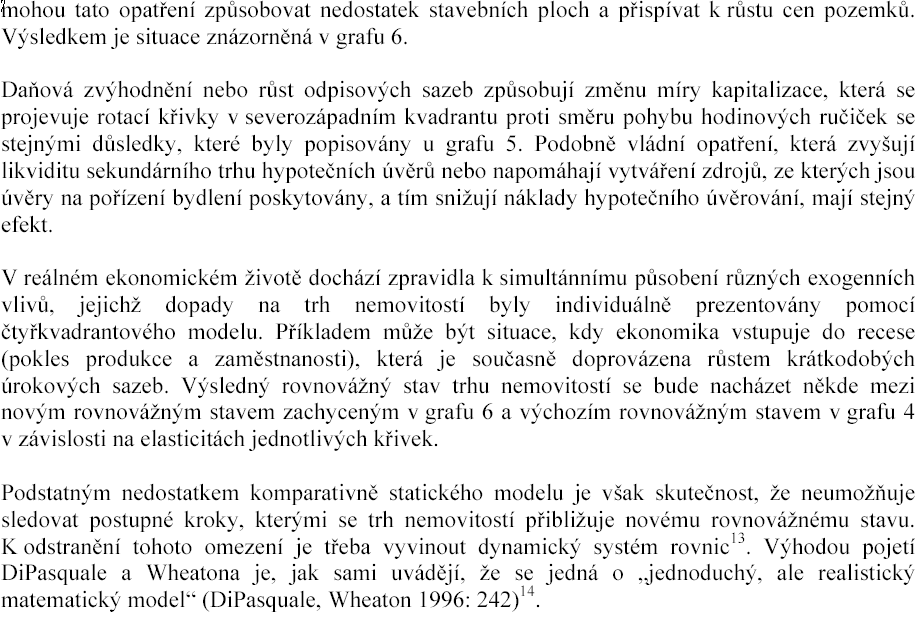 mohou tato opatření způsobovat nedostatek stavebních ploch a přispívat k růstu cen pozemků.
Výsledkem je situace znázorněná v grafu 6.
Daňová zvýhodnění nebo růst odpisových sazeb způsobují změnu míry kapitalizace, která se
projevuje rotací křivky v severozápadním kvadrantu proti směru pohybu hodinových ručiček se
stejnými důsledky, které byly popisovány u grafu 5. Podobně vládní opatření, která zvyšují
likviditu sekundárního trhu hypotečních úvěrů nebo napomáhají vytváření zdrojů, ze kterých jsou
úvěry na pořízení bydlení poskytovány, a tím snižují náklady hypotečního úvěrování, mají stejný
efekt.
V reálném ekonomickém životě dochází zpravidla k simultánnímu působení různých exogenních
vlivů, jejichž dopady na trh nemovitostí byly individuálně prezentovány pomocí
čtyřkvadrantového modelu. Příkladem může být situace, kdy ekonomika vstupuje do recese
(pokles produkce a zaměstnanosti), která je současně doprovázena růstem krátkodobých
úrokových sazeb. Výsledný rovnovážný stav trhu nemovitostí se bude nacházet někde mezi
novým rovnovážným stavem zachyceným v grafu 6 a výchozím rovnovážným stavem v grafu 4
v závislosti na elasticitách jednotlivých křivek.
Podstatným nedostatkem komparativně statického modelu je však skutečnost, že neumožňuje
sledovat postupné kroky, kterými se trh nemovitostí přibližuje novému rovnovážnému stavu.
K odstranění tohoto omezení je třeba vyvinout dynamický systém rovnic13. Výhodou pojetí
DiPasquale a Wheatona je, jak sami uvádějí, že se jedná o „jednoduchý, ale realistický
matematický model“ (DiPasquale, Wheaton 1996: 242)14.